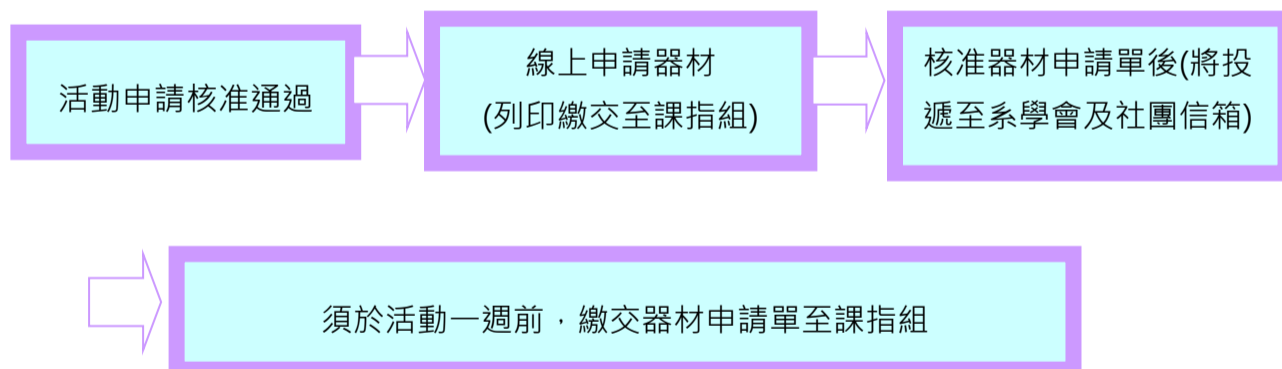 活動申請核准通過
線上申請器材
(列印繳交至課指組)
核准器材申請單後(將投
遞至系學會及社團信箱)
須於活動一週前，繳交器材申請單至課指組